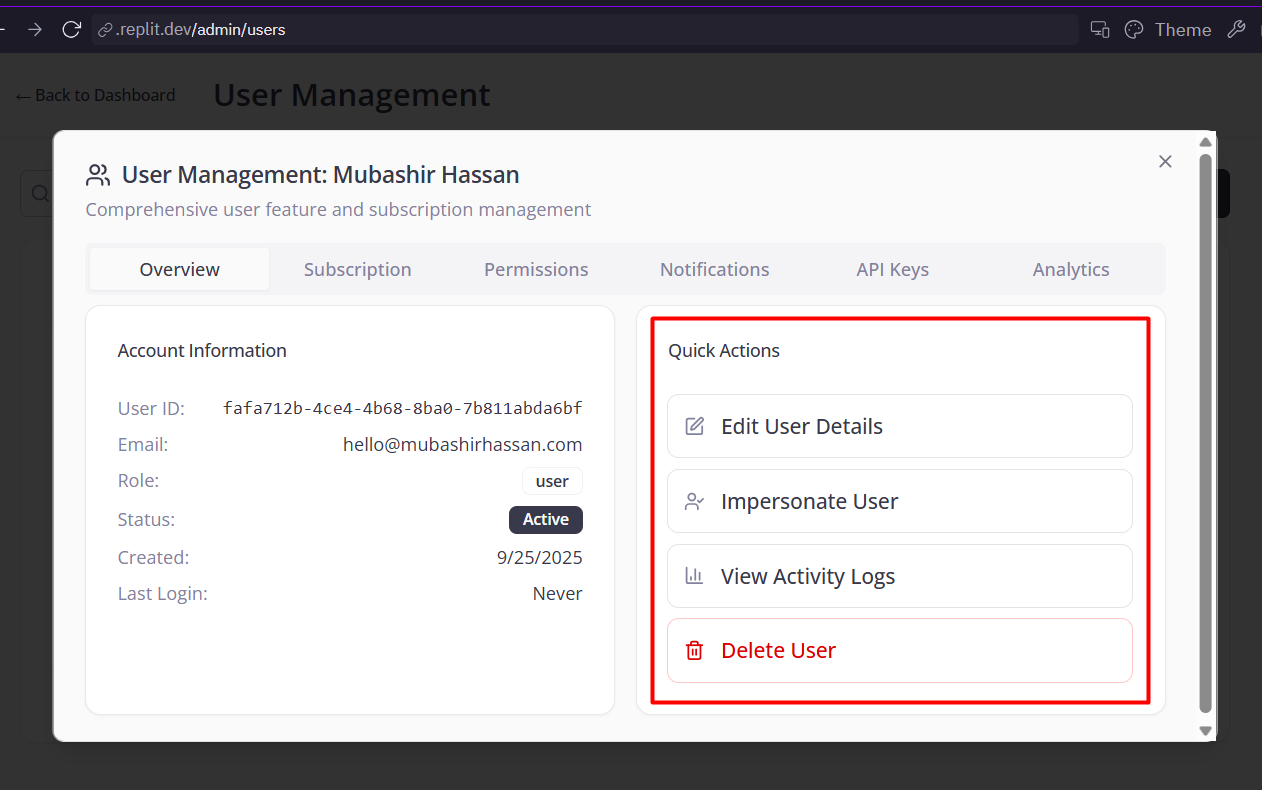 .replit.dev/admin/users
Theme
← Back to Dashboard
User Management
User Management: Mubashir Hassan
Comprehensive user feature and subscription management
Overview
Subscription
Permissions
Notifications
API Keys
Analytics
Account Information
User ID: fafa712b-4ce4-4b68-8ba0-7b811abda6bf
Email: hello@mubashirhassan.com
Role: user
Status: Active
Created: 9/25/2025
Last Login: Never
Quick Actions
Edit User Details
Impersonate User
View Activity Logs
Delete User